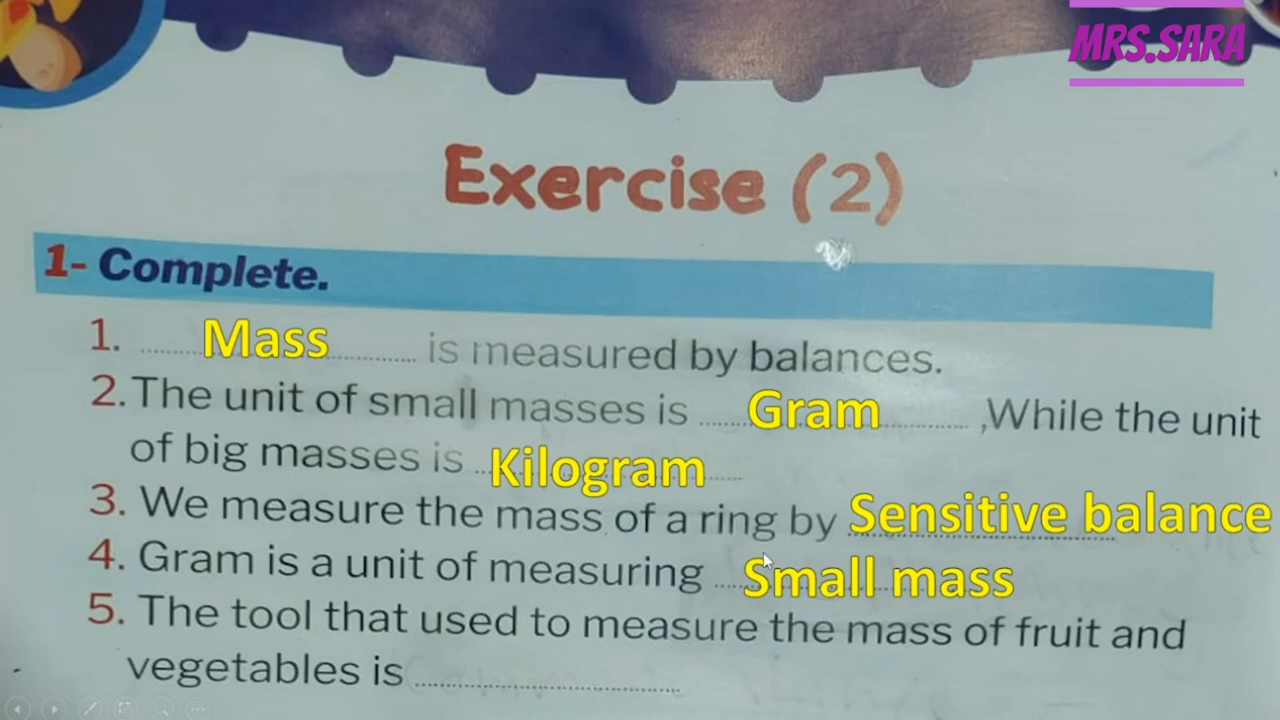 MRS.SARA
Exercise (2)
1- Complete.
1. Mass is measured by balances.
2. The unit of small masses is Gram ,While the unit
of big masses is Kilogram
3. We measure the mass of a ring by Sensitive balance
4. Gram is a unit of measuring Small mass
5. The tool that used to measure the mass of fruit and
vegetables is